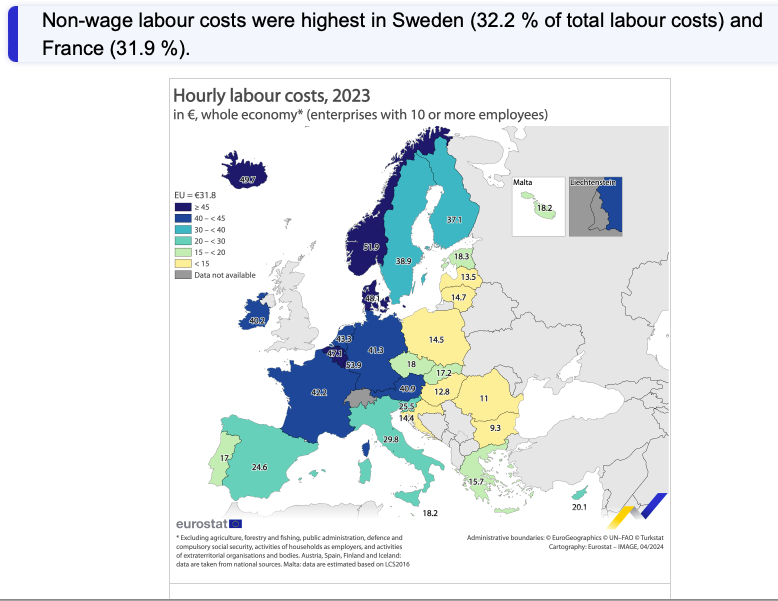 Non-wage labour costs were highest in Sweden (32.2 % of total labour costs) and
France (31.9 %).
Hourly labour costs, 2023
in €, whole economy* (enterprises with 10 or more employees)
49.7
EU = €31.8
≥ 45
40 – < 45
30 – < 40
20 – < 30
15 – < 20
< 15
Data not available
Malta
18.2
Liechtenstein
37.1
51.9
38.9
18.3
13.5
14.7
48.1
40.2
43.3
47.1
53.9
41.3
14.5
18
17.2
42.2
40.9
12.8
11
25.5
14.4
9.3
29.8
17
24.6
15.7
20.1
18.2
eurostat
* Excluding agriculture, forestry and fishing, public administration, defence and
compulsory social security, activities of households as employers, and activities
of extraterritorial organisations and bodies. Austria, Spain, Finland and Iceland:
data are taken from national sources. Malta: data are estimated based on LCS2016
Administrative boundaries: © EuroGeographics © UN–FAO © Turkstat
Cartography: Eurostat – IMAGE, 04/2024